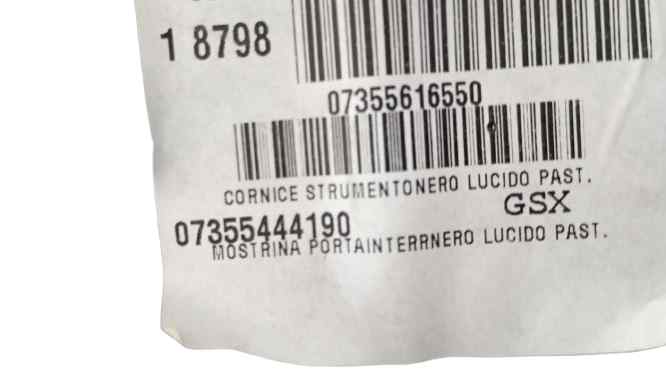 1 8798
07355616550
CORNICE STRUMENTONERO LUCIDO PAST.
GSX
07355444190
MOSTRINA PORTAINTERRNERO LUCIDO PAST.